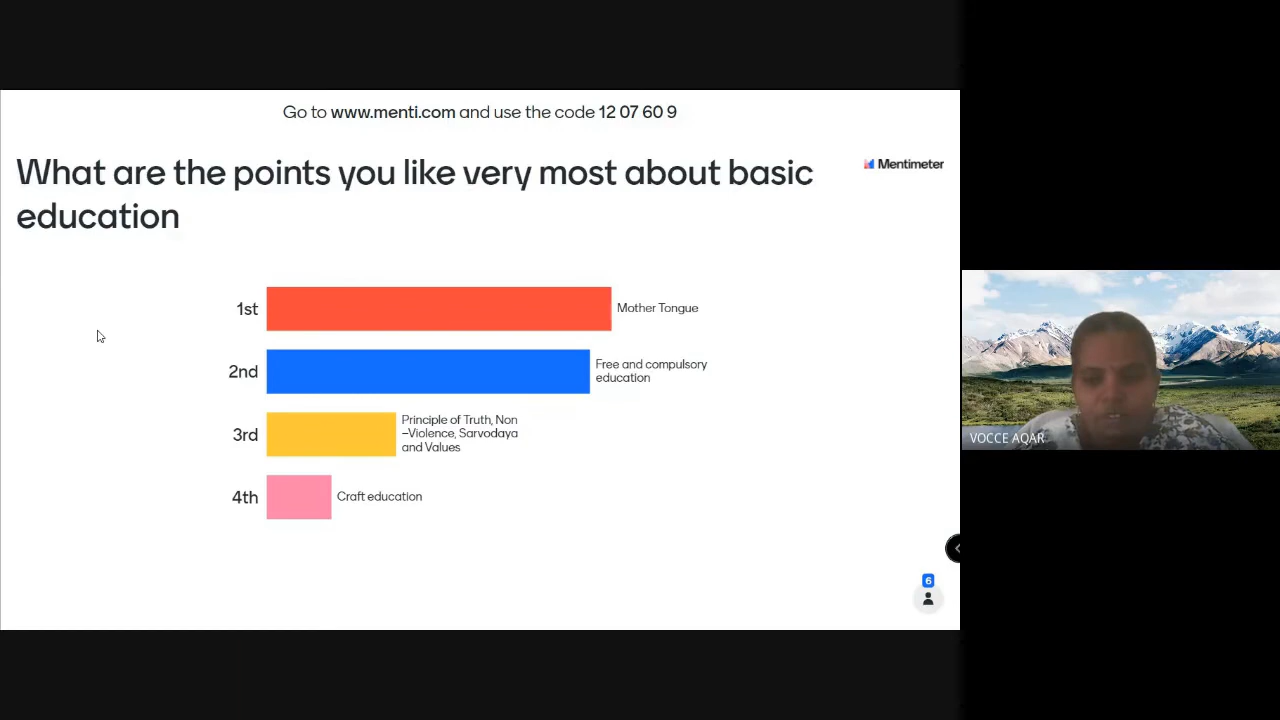 Go to www.menti.com and use the code 12 07 60 9
What are the points you like very most about basic
education
Mentimeter
1st
Mother Tongue
2nd
Free and compulsory
education
3rd
Principle of Truth, Non
-Violence, Sarvodaya
and Values
4th
Craft education
6
VOCCE AQAR